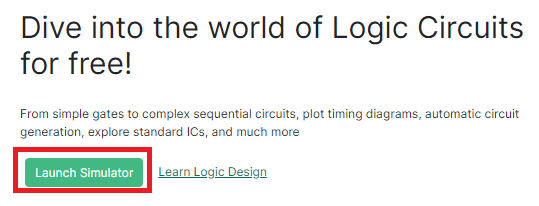 Dive into the world of Logic Circuits
for free!
From simple gates to complex sequential circuits, plot timing diagrams, automatic circuit
generation, explore standard ICs, and much more
Launch Simulator Learn Logic Design